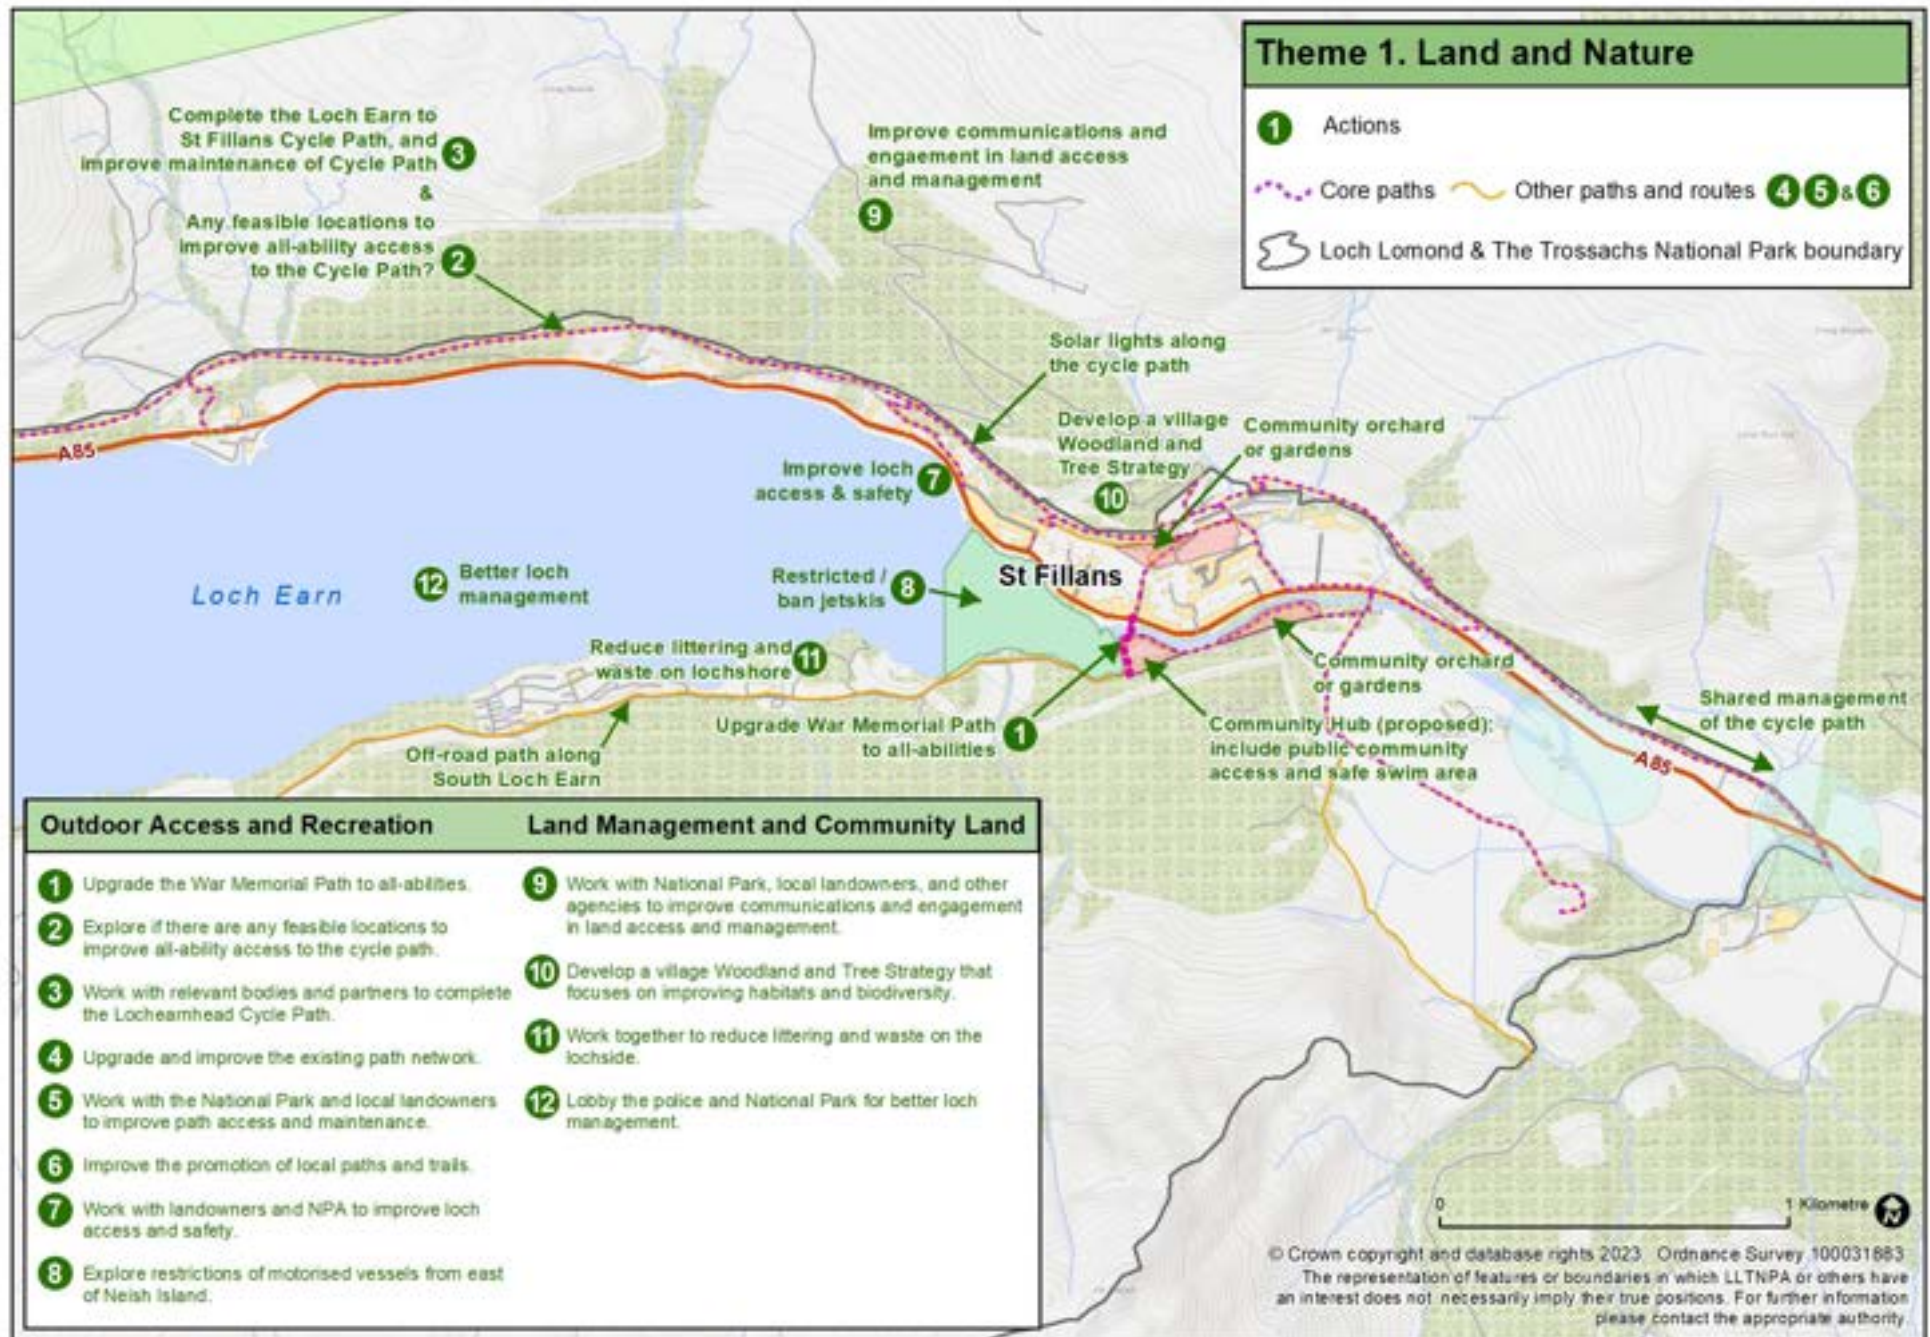 Theme 1. Land and Nature
1 Actions
Core paths
Other paths and routes 4 5 & 6
Loch Lomond & The Trossachs National Park boundary
Complete the Loch Earn to
St Fillans Cycle Path, and
improve maintenance of Cycle Path
3
&
Any feasible locations to
improve all-ability access
to the Cycle Path?
2
Improve communications and
engaement in land access
and management
9
Solar lights along
the cycle path
Develop a village
Woodland and
Tree Strategy
10
Community orchard
or gardens
Improve loch
access & safety
7
A85
Loch Earn
12
Better loch
management
Restricted /
ban jetskis
8
St Fillans
Reduce littering and
waste on lochshore
11
Off-road path along
South Loch Earn
Upgrade War Memorial Path
to all-abilities
1
Community orchard
or gardens
Community Hub (proposed):
include public community
access and safe swim area
Shared management
of the cycle path
A85
Outdoor Access and Recreation
1 Upgrade the War Memorial Path to all-abilities.
2 Explore if there are any feasible locations to
improve all-ability access to the cycle path.
3 Work with relevant bodies and partners to complete
the Lochearnhead Cycle Path.
4 Upgrade and improve the existing path network.
5 Work with the National Park and local landowners
to improve path access and maintenance.
6 Improve the promotion of local paths and trails.
7 Work with landowners and NPA to improve loch
access and safety.
8 Explore restrictions of motorised vessels from east
of Neish Island.
Land Management and Community Land
9 Work with National Park, local landowners, and other
agencies to improve communications and engagement
in land access and management.
10 Develop a village Woodland and Tree Strategy that
focuses on improving habitats and biodiversity.
11 Work together to reduce littering and waste on the
lochside.
12 Lobby the police and National Park for better loch
management.
0
1 Kilometre
N
© Crown copyright and database rights 2023 Ordnance Survey 100031883
The representation of features or boundaries in which LLTNPA or others have
an interest does not necessarily imply their true positions. For further information
please contact the appropriate authority.